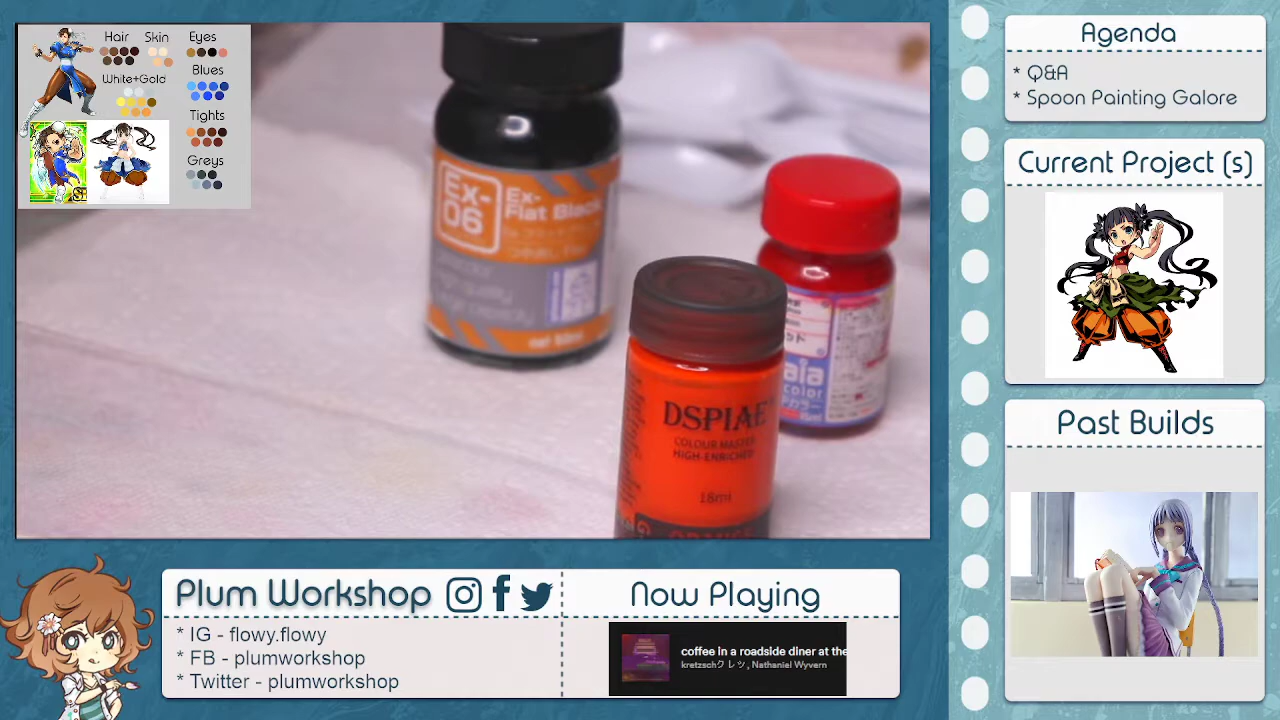 Hair Skin Eyes
White+Gold
Blues
Tights
Greys
Ex-
06
Ex-
Flat Black
DSPIAE
COLOUR MASTER
HIGH-ENRICHED
18ml
aia
color
Agenda
* Q&A
* Spoon Painting Galore
Current Project (s)
Past Builds
Plum Workshop
* IG - flowy.flowy
* FB - plumworkshop
* Twitter - plumworkshop
Now Playing
coffee in a roadside diner at the
kretzschクレツ, Nathaniel Wyvern